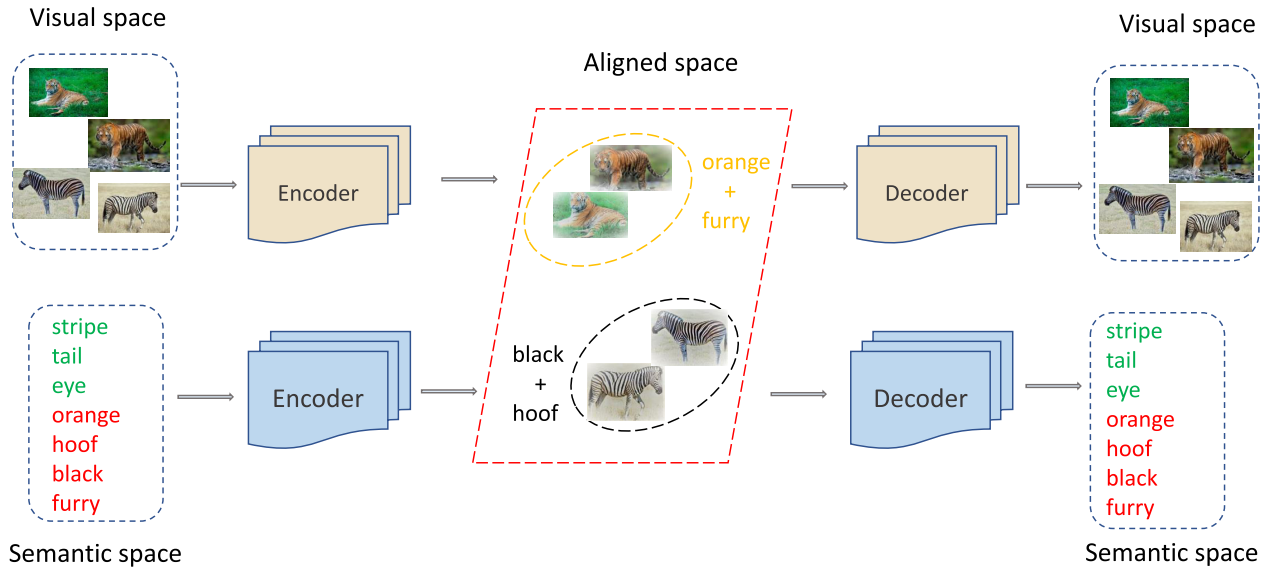 Visual space
Visual space
Aligned space
Encoder
orange
+
furry
Decoder
stripe
tail
eye
orange
hoof
black
furry
Encoder
black
+
hoof
Decoder
stripe
tail
eye
orange
hoof
black
furry
Semantic space
Semantic space